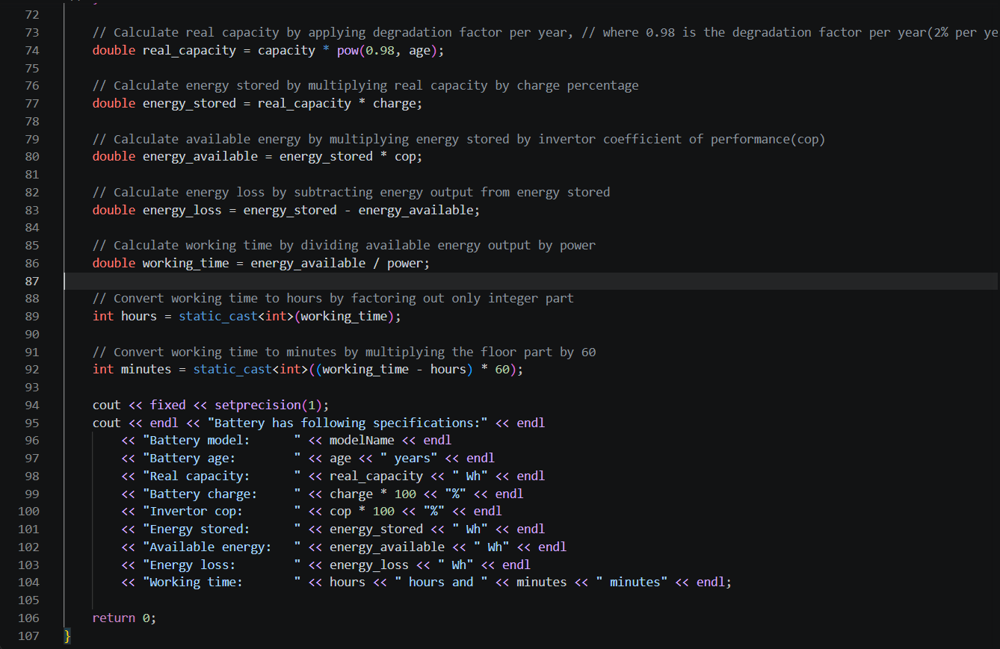 72
73 // Calculate real capacity by applying degradation factor per year, // where 0.98 is the degradation factor per year(2% per ye
74 double real_capacity = capacity * pow(0.98, age);
75
76 // Calculate energy stored by multiplying real capacity by charge percentage
77 double energy_stored = real_capacity * charge;
78
79 // Calculate available energy by multiplying energy stored by invertor coefficient of performance(cop)
80 double energy_available = energy_stored * cop;
81
82 // Calculate energy loss by subtracting energy output from energy stored
83 double energy_loss = energy_stored - energy_available;
84
85 // Calculate working time by dividing available energy output by power
86 double working_time = energy_available / power;
87
88 // Convert working time to hours by factoring out only integer part
89 int hours = static_cast<int>(working_time);
90
91 // Convert working time to minutes by multiplying the floor part by 60
92 int minutes = static_cast<int>((working_time - hours) * 60);
93
94 cout << fixed << setprecision(1);
95 cout << endl << "Battery has following specifications:" << endl
96 << "Battery model:      " << modelName << endl
97 << "Battery age:        " << age << " years" << endl
98 << "Real capacity:      " << real_capacity << " Wh" << endl
99 << "Battery charge:     " << charge * 100 << "%" << endl
100 << "Invertor cop:       " << cop * 100 << "%" << endl
101 << "Energy stored:      " << energy_stored << " Wh" << endl
102 << "Available energy:   " << energy_available << " Wh" << endl
103 << "Energy loss:        " << energy_loss << " Wh" << endl
104 << "Working time:       " << hours << " hours and " << minutes << " minutes" << endl;
105
106 return 0;
107 }